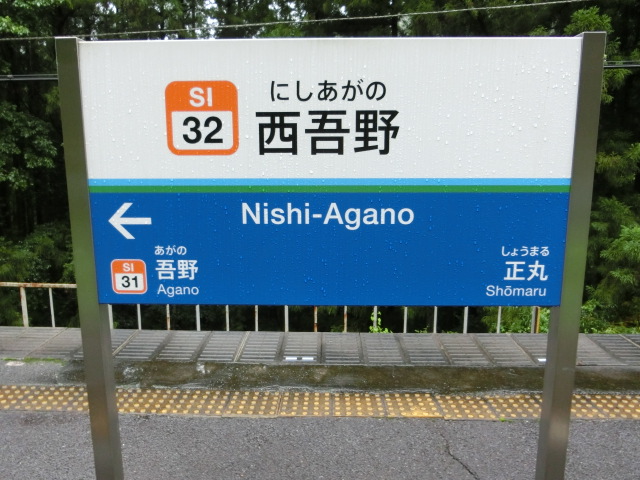 SI
32
にしあがの
西吾野
Nishi-Agano
あがの
SI
31
吾野
Agano
しょうまる
正丸
Shōmaru